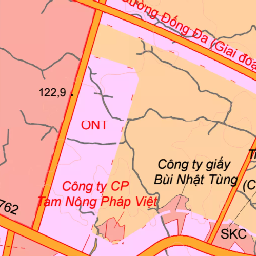 Đường Đống Đa (Giai đoạ
122,9
ONT
Công ty giấy
Bùi Nhật Tùng
Công ty CP
Tam Nông Pháp Việt
762
SKC